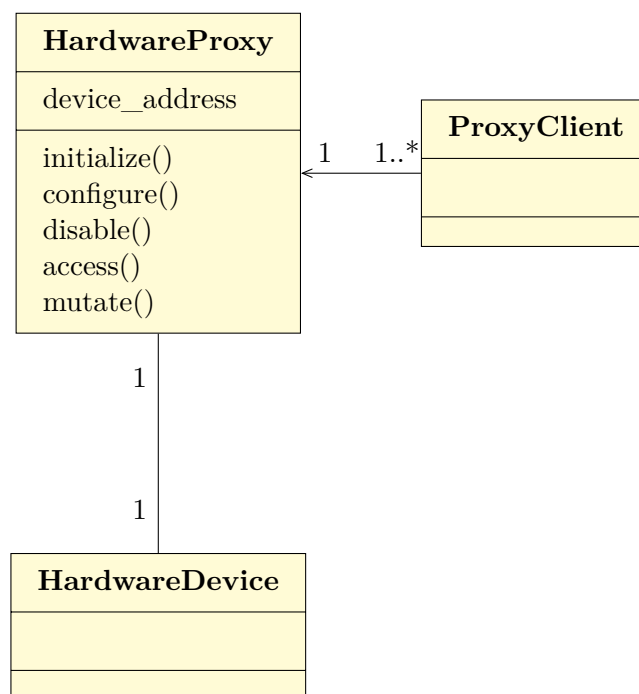 HardwareProxy
device_address
initialize()
configure()
disable()
access()
mutate()
1
1..*
ProxyClient
1
1
HardwareDevice